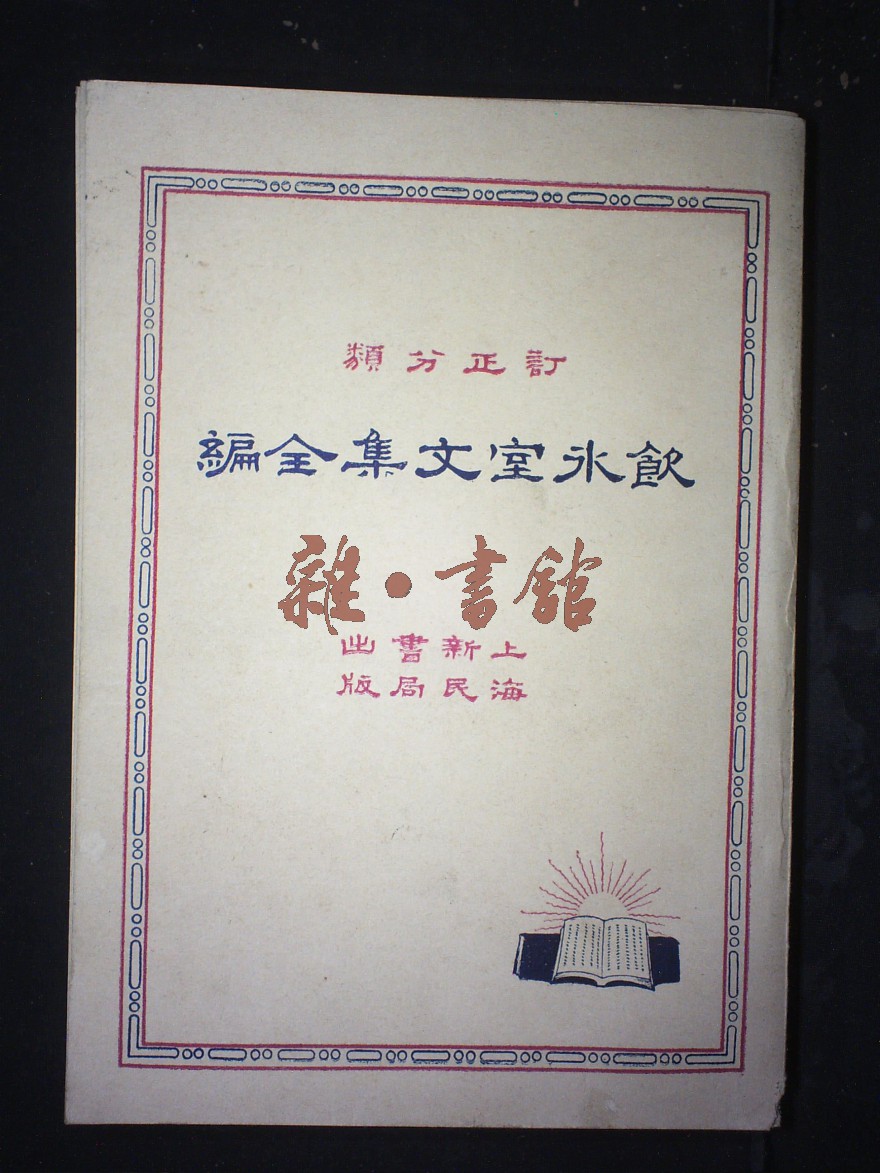 訂正分類
飲氷室文集全編
雜·書館
上海新民書局出版